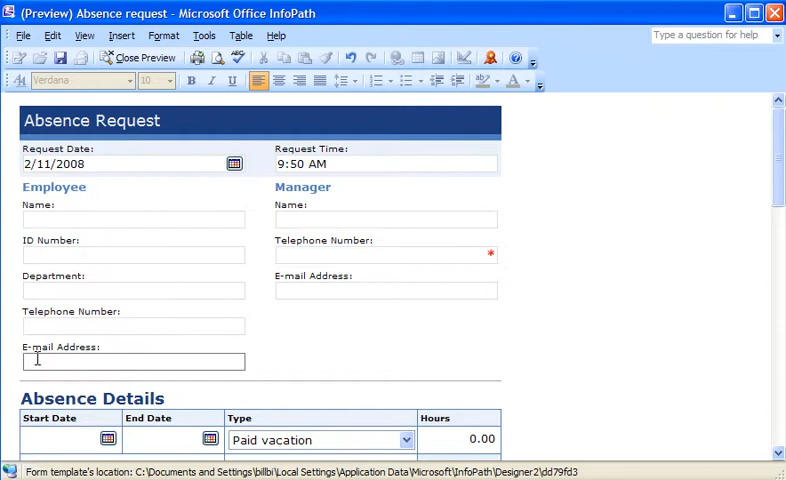 (Preview) Absence request - Microsoft Office InfoPath
File Edit View Insert Format Tools Table Help
Type a question for help
Close Preview
Verdana 10 B I U A
Absence Request
Request Date: Request Time:
2/11/2008 9:50 AM
Employee Manager
Name: Name:
ID Number: Telephone Number:
*
Department: E-mail Address:
Telephone Number:
E-mail Address:
Absence Details
Start Date End Date Type Hours
Paid vacation 0.00
Form template's location: C:\Documents and Settings\billbi\Local Settings\Application Data\Microsoft\InfoPath\Designer2\dd79fd3